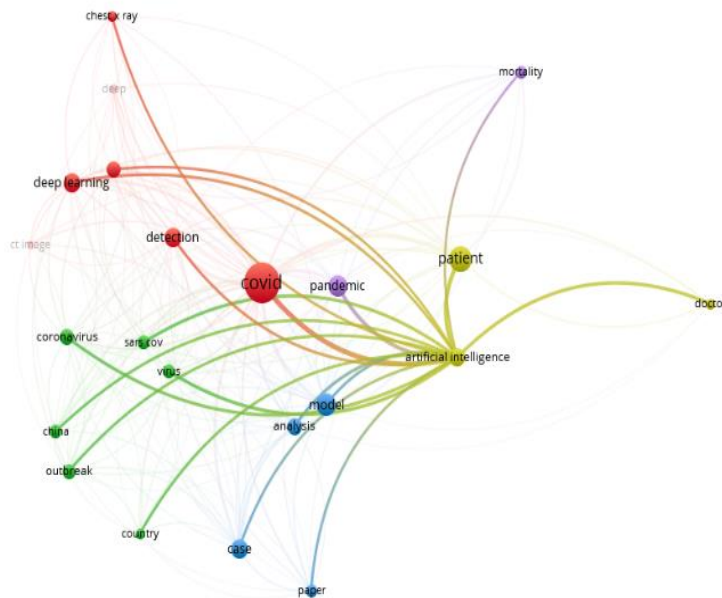 chest x ray
mortality
deep
deep learning
detection
ct image
patient
covid
pandemic
docto
coronavirus
sars cov
artificial intelligence
virus
model
analysis
china
outbreak
country
case
paper